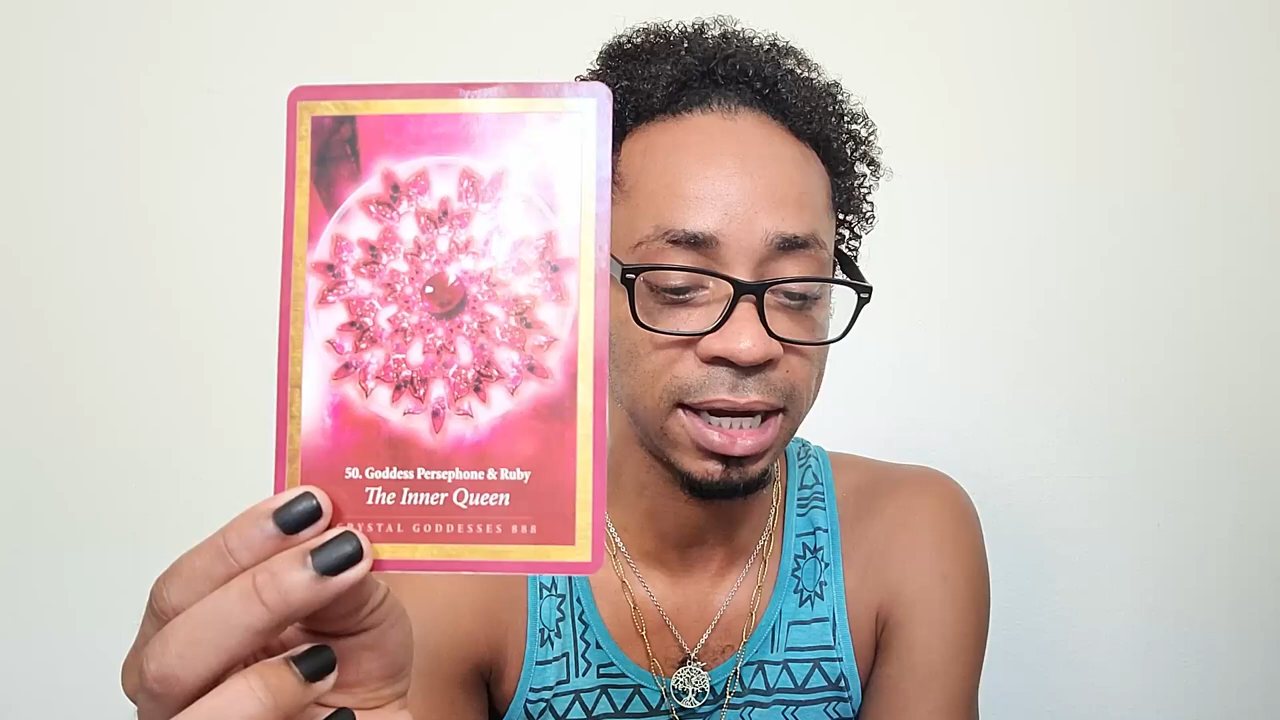 50. Goddess Persephone & Ruby
The Inner Queen
CRYSTAL GODDESSES 888